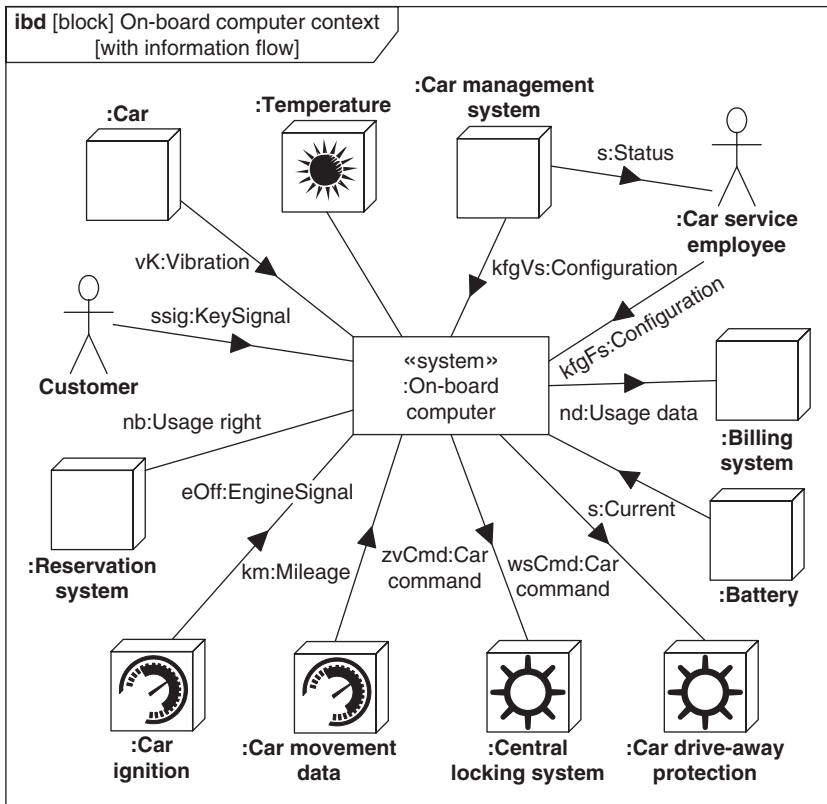 ibd [block] On-board computer context
[with information flow]
:Car
:Temperature
:Car management
system
s:Status
:Car service
employee
vK:Vibration
kfgVs:Configuration
kfgFs:Configuration
ssig:KeySignal
Customer
«system»
:On-board
computer
nb:Usage right
nd:Usage data
:Billing
system
eOff:EngineSignal
s:Current
:Reservation
system
km:Mileage
zvCmd:Car
command
wsCmd:Car
command
:Battery
:Car
ignition
:Car movement
data
:Central
locking system
:Car drive-away
protection